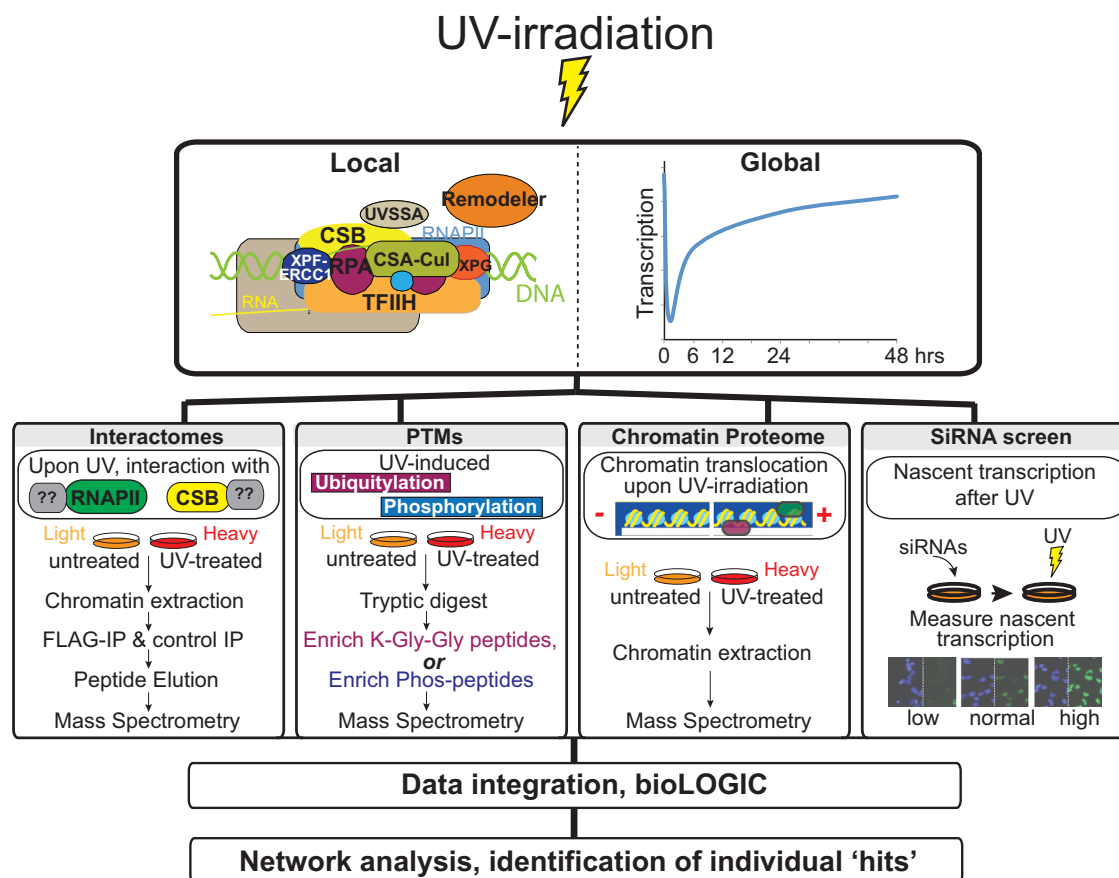 UV-irradiation
Local
Remodeler
UVSSA
RNAPII
CSB
XPF-
ERCC1
RPA
CSA-Cul
XPG
DNA
RNA
TFIIH
Global
Transcription
0 6 12 24 48 hrs
Interactomes
Upon UV, interaction with
?? RNAPII CSB ??
Light Heavy
untreated UV-treated
Chromatin extraction
FLAG-IP & control IP
Peptide Elution
Mass Spectrometry
PTMs
UV-induced
Ubiquitylation
Phosphorylation
Light Heavy
untreated UV-treated
Tryptic digest
Enrich K-Gly-Gly peptides,
or
Enrich Phos-peptides
Mass Spectrometry
Chromatin Proteome
Chromatin translocation
upon UV-irradiation
- +
Light Heavy
untreated UV-treated
Chromatin extraction
Mass Spectrometry
SiRNA screen
Nascent transcription
after UV
siRNAs UV
Measure nascent
transcription
low normal high
Data integration, bioLOGIC
Network analysis, identification of individual ‘hits’